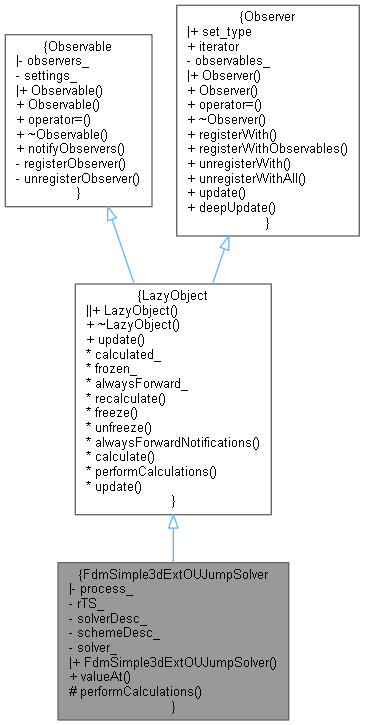 {Observable
|- observers_
- settings_
|+ Observable()
+ Observable()
+ operator=()
+ ~Observable()
+ notifyObservers()
- registerObserver()
- unregisterObserver()
}
{Observer
|+ set_type
+ iterator
- observables_
|+ Observer()
+ Observer()
+ operator=()
+ ~Observer()
+ registerWith()
+ registerWithObservables()
+ unregisterWith()
+ unregisterWithAll()
+ update()
+ deepUpdate()
}
{LazyObject
||+ LazyObject()
+ ~LazyObject()
+ update()
* calculated_
* frozen_
* alwaysForward_
* recalculate()
* freeze()
* unfreeze()
* alwaysForwardNotifications()
* calculate()
* performCalculations()
* update()
}
{FdmSimple3dExtOUJumpSolver
|- process_
- rTS_
- solverDesc_
- schemeDesc_
- solver_
|+ FdmSimple3dExtOUJumpSolver()
+ valueAt()
# performCalculations()
}